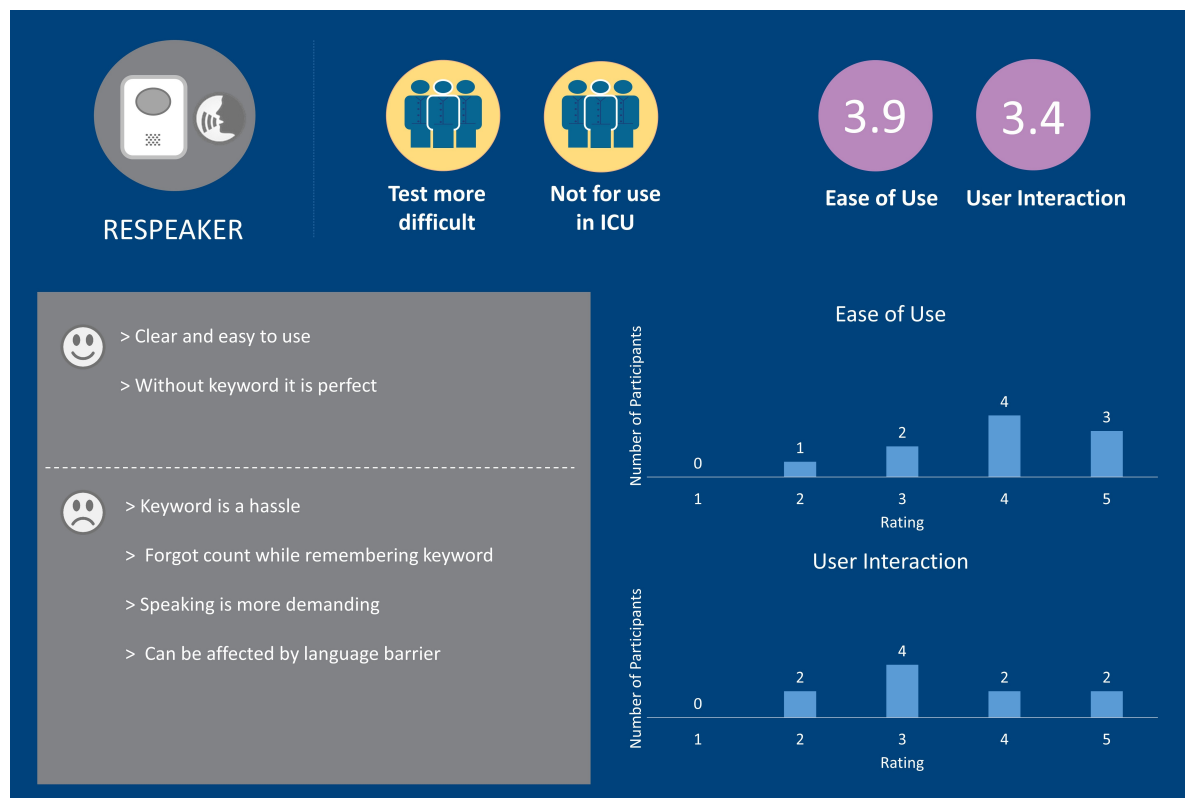 RESPEAKER
Test more
difficult
Not for use
in ICU
3.9
Ease of Use
3.4
User Interaction
> Clear and easy to use
> Without keyword it is perfect
> Keyword is a hassle
> Forgot count while remembering keyword
> Speaking is more demanding
> Can be affected by language barrier
Ease of Use
Number of Participants
0 1 2 4 3
1 2 3 4 5
Rating
User Interaction
Number of Participants
0 2 4 2 2
1 2 3 4 5
Rating